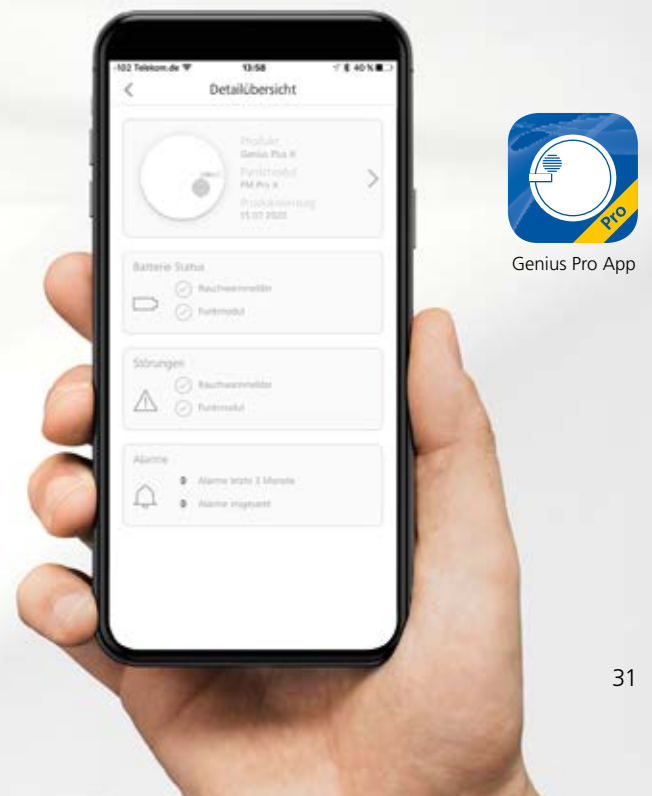 -102 Telekom.de 13:58 40 %
Detailübersicht
Produkt
Genius Plus X
Funkmodul
FM Pro X
15.07.2020
Batterie Status
Rauchwarnmelder
Funkmodul
Störungen
Rauchwarnmelder
Funkmodul
Alarme
0 Alarme letzte 3 Monate
0 Alarme insgesamt
Pro
Genius Pro App
31